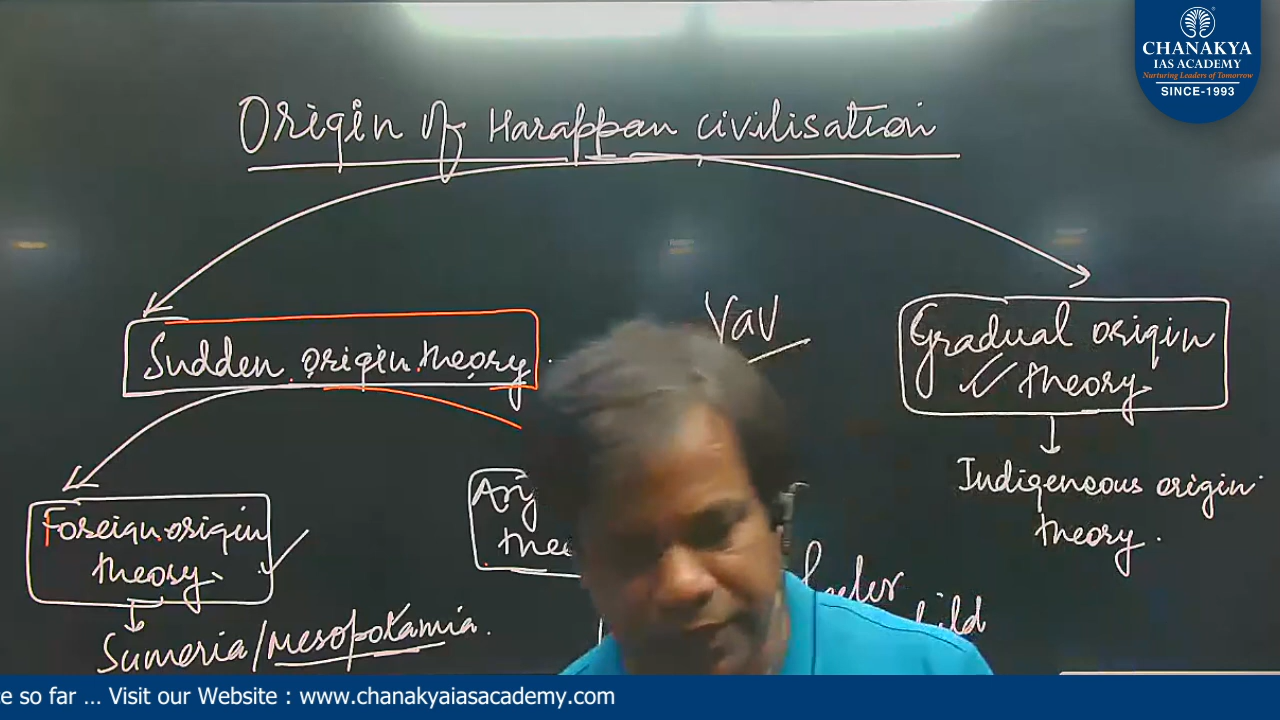 CHANAKYA
IAS ACADEMY
Nurturing Leaders of Tomorrow
SINCE-1993
Origin of Harappan civilisation
Sudden origin theory.
Vav
Gradual origin
theory.
Foreign origin
theory.
Indigeneous origin
theory.
Sumeria/Mesopotamia.
so far ... Visit our Website : www.chanakyaiasacademy.com